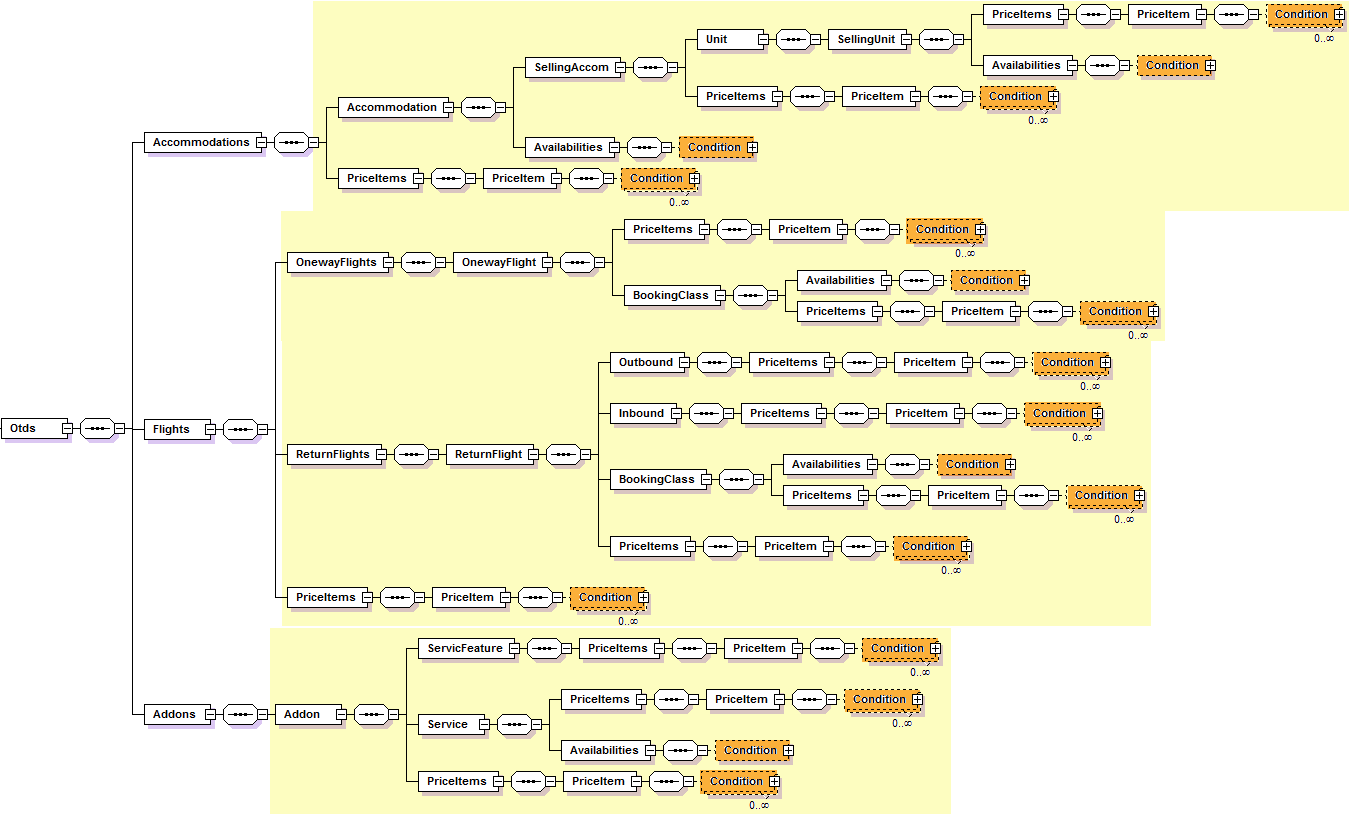 PriceItems PriceItem Condition
0..∞
Unit SellingUnit
Availabilities Condition
SellingAccom
PriceItems PriceItem Condition
0..∞
Accommodation
Accommodations
Availabilities Condition
PriceItems PriceItem Condition
0..∞
PriceItems PriceItem Condition
0..∞
OnewayFlights OnewayFlight
Availabilities Condition
BookingClass
PriceItems PriceItem Condition
0..∞
Outbound PriceItems PriceItem Condition
0..∞
Inbound PriceItems PriceItem Condition
0..∞
Otds
Flights
ReturnFlights ReturnFlight
Availabilities Condition
BookingClass
PriceItems PriceItem Condition
0..∞
PriceItems PriceItem Condition
0..∞
PriceItems PriceItem Condition
0..∞
ServicFeature PriceItems PriceItem Condition
0..∞
PriceItems PriceItem Condition
0..∞
Addons Addon
Service
Availabilities Condition
PriceItems PriceItem Condition
0..∞